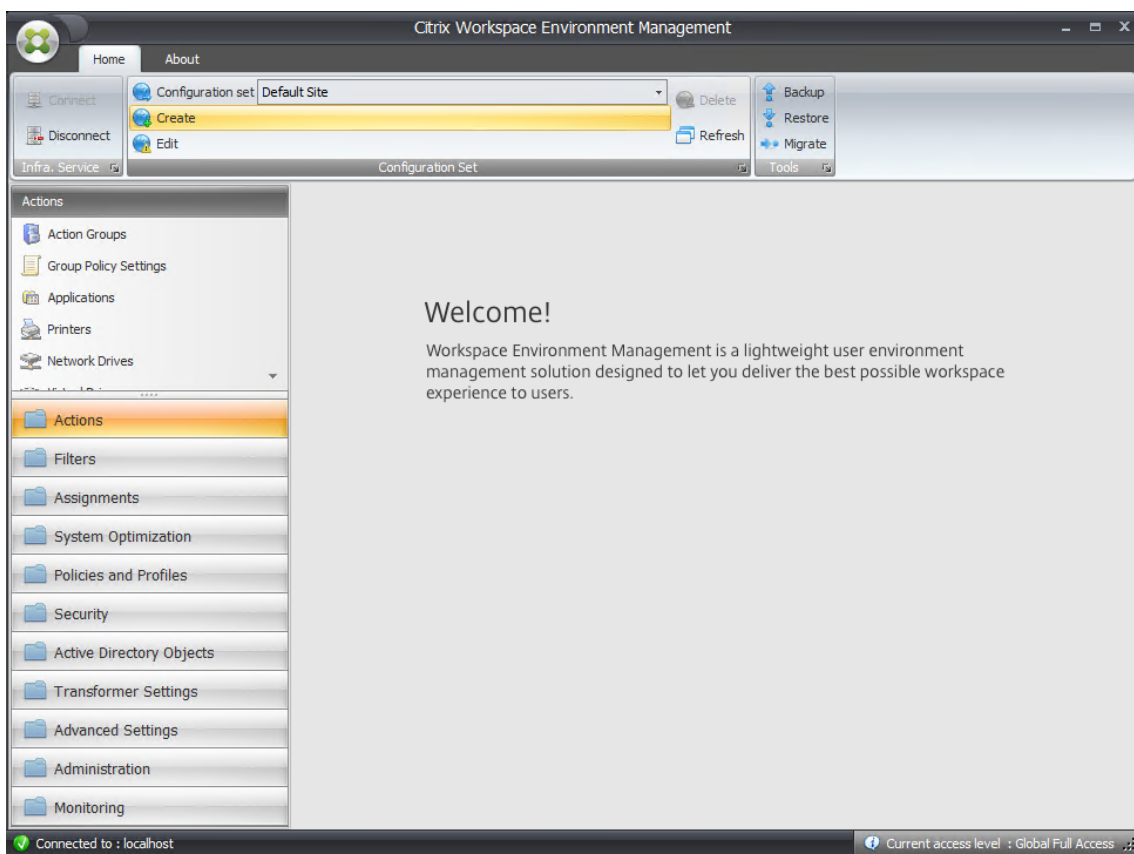 Citrix Workspace Environment Management
Home
About
Connect
Disconnect
Infra. Service
Configuration set Default Site
Create
Edit
Delete
Refresh
Configuration Set
Backup
Restore
Migrate
Tools
Actions
Action Groups
Group Policy Settings
Applications
Printers
Network Drives
Actions
Filters
Assignments
System Optimization
Policies and Profiles
Security
Active Directory Objects
Transformer Settings
Advanced Settings
Administration
Monitoring
Welcome!
Workspace Environment Management is a lightweight user environment
management solution designed to let you deliver the best possible workspace
experience to users.
Connected to : localhost
Current access level : Global Full Access